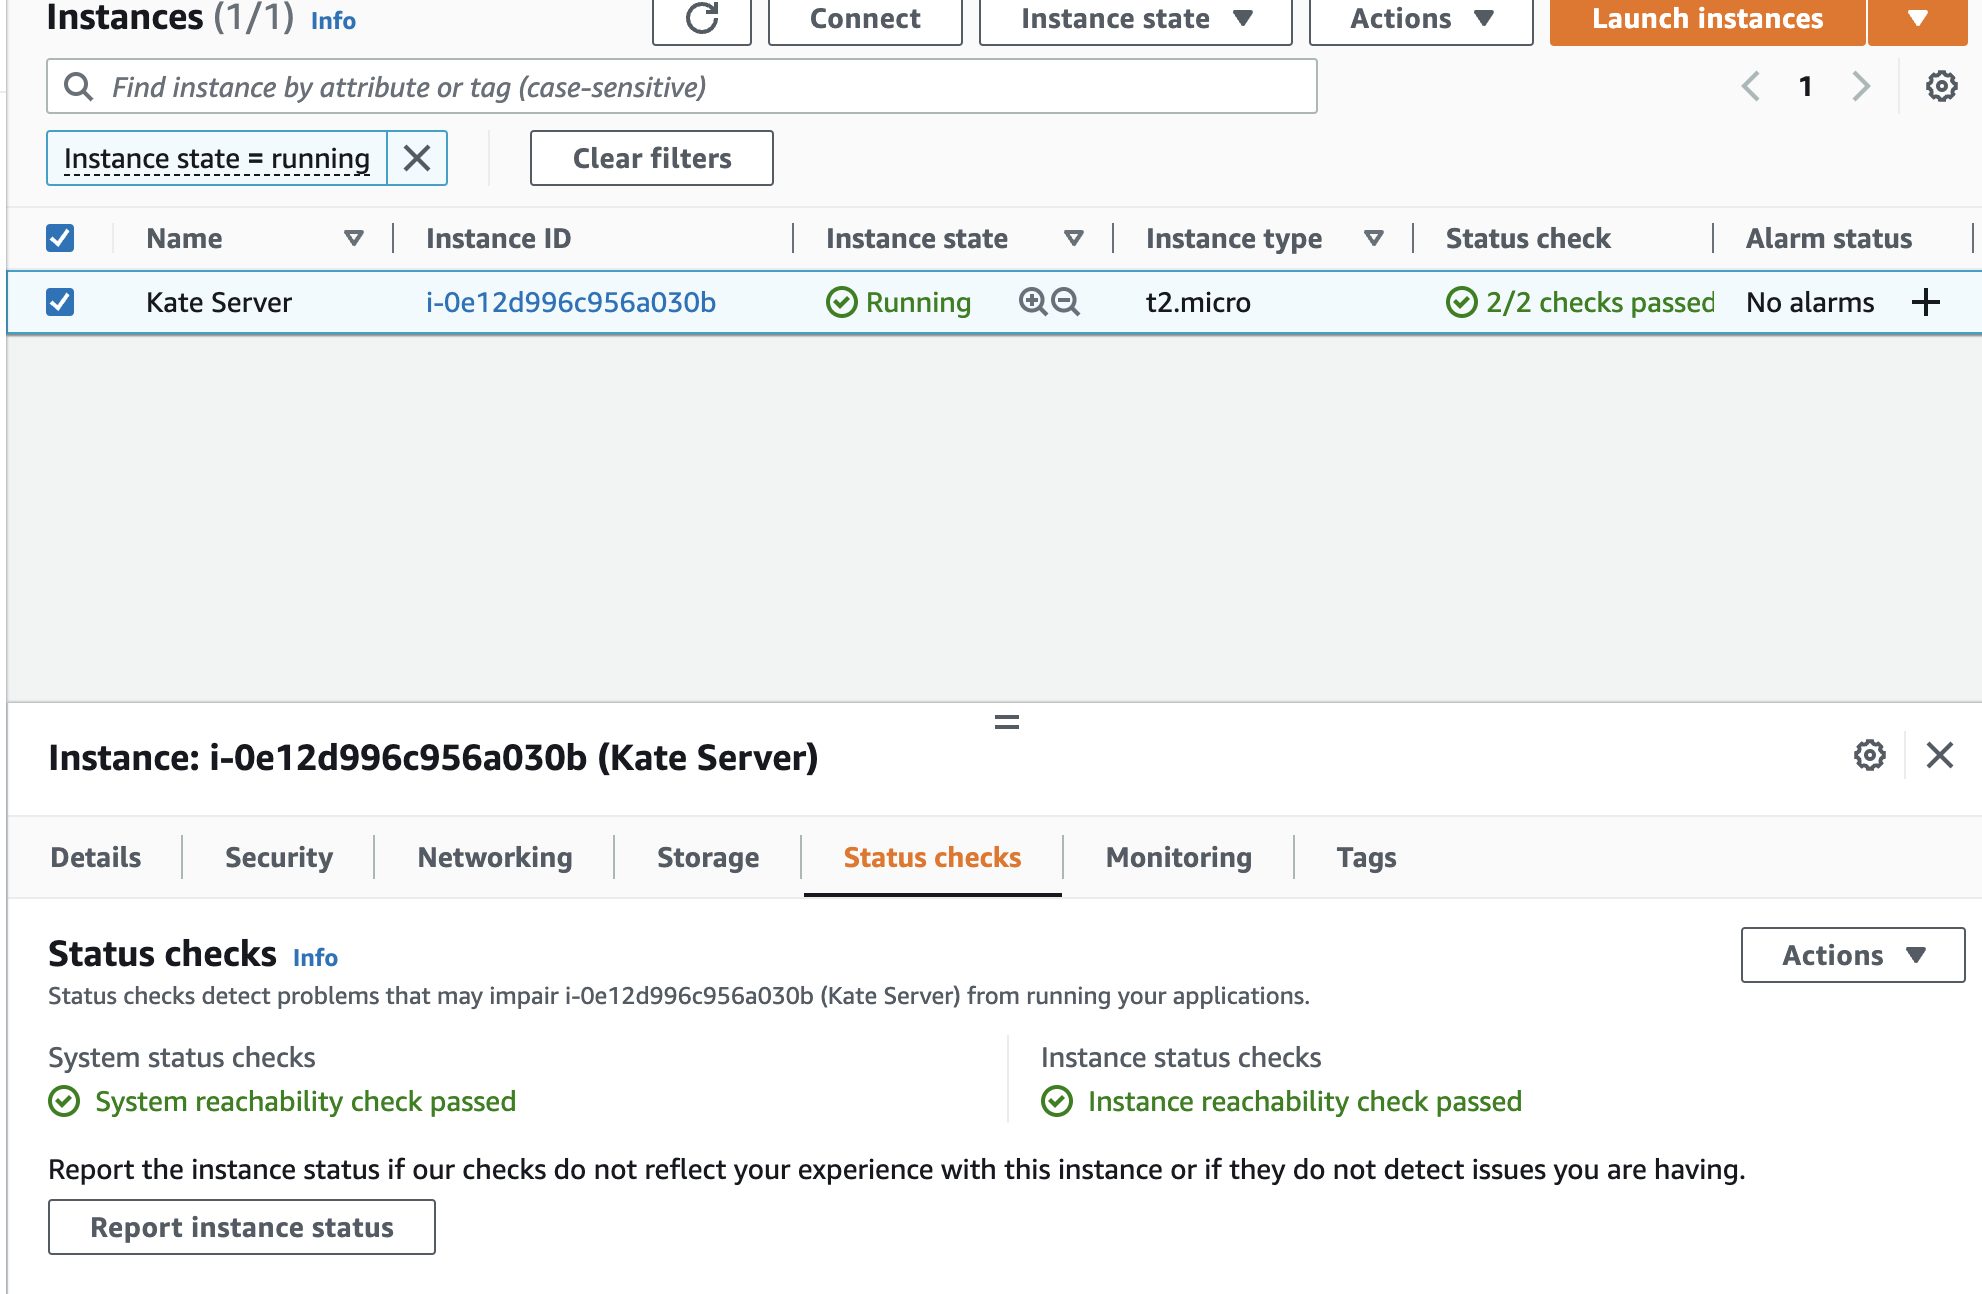 Instances (1/1) Info
Connect
Instance state
Actions
Launch instances
Find instance by attribute or tag (case-sensitive)
1
Instance state = running
Clear filters
Name Instance ID Instance state Instance type Status check Alarm status
Kate Server i-0e12d996c956a030b Running t2.micro 2/2 checks passed No alarms
Instance: i-0e12d996c956a030b (Kate Server)
Details Security Networking Storage Status checks Monitoring Tags
Status checks Info
Actions
Status checks detect problems that may impair i-0e12d996c956a030b (Kate Server) from running your applications.
System status checks
System reachability check passed
Instance status checks
Instance reachability check passed
Report the instance status if our checks do not reflect your experience with this instance or if they do not detect issues you are having.
Report instance status